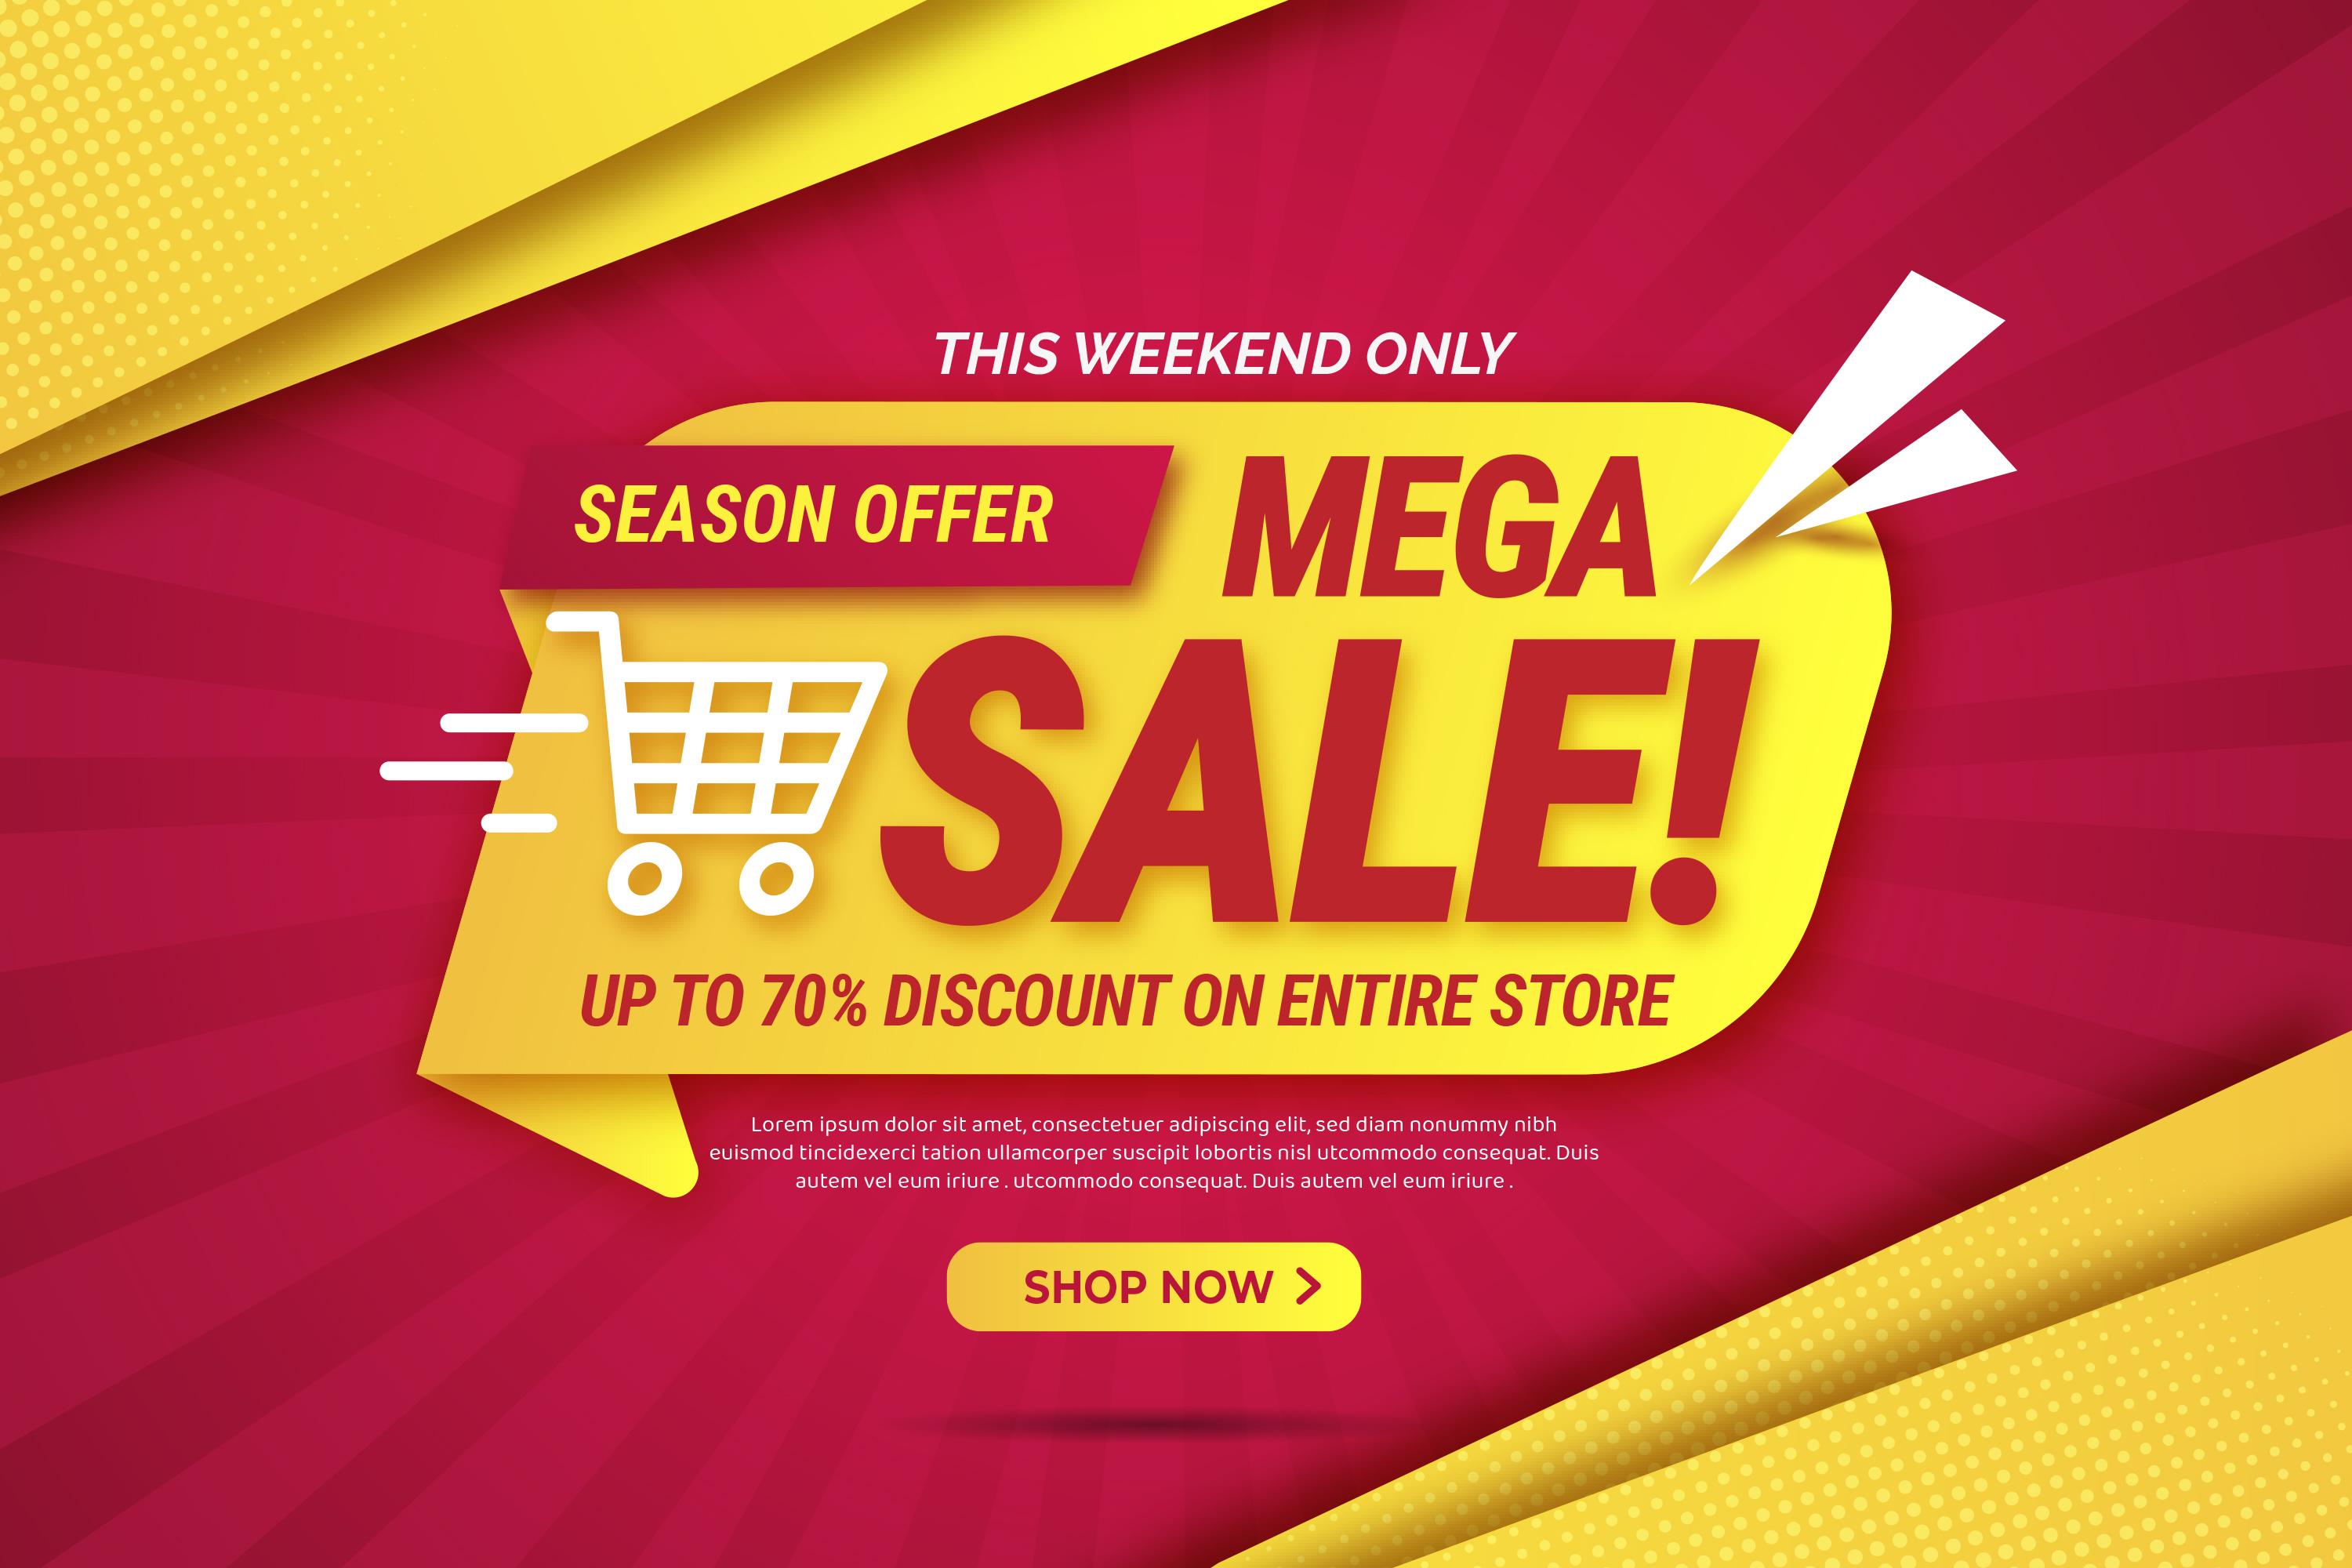 THIS WEEKEND ONLY
SEASON OFFER
MEGA
SALE!
UP TO 70% DISCOUNT ON ENTIRE STORE
Lorem ipsum dolor sit amet, consectetuer adipiscing elit, sed diam nonummy nibh
euismod tincidexerci tation ullamcorper suscipit lobortis nisl utcommodo consequat. Duis
autem vel eum iriure . utcommodo consequat. Duis autem vel eum iriure .
SHOP NOW